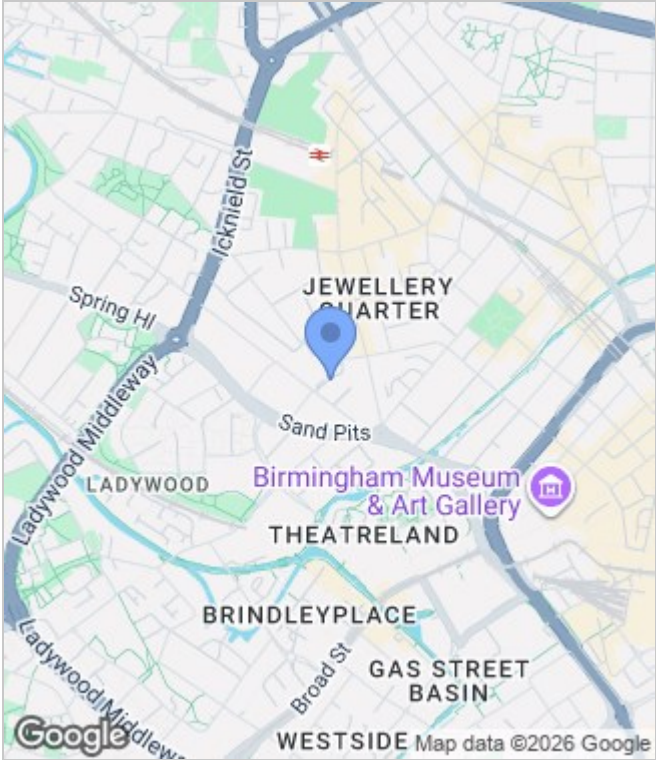 Icknield St
JEWELLERY
QUARTER
Spring Hl
Ladywood Middleway
Sand Pits
LADYWOOD
Birmingham Museum
& Art Gallery
THEATRELAND
BRINDLEYPLACE
Broad St
GAS STREET
BASIN
Ladywood Middlewa
WESTSIDE
Google
Map data ©2026 Google